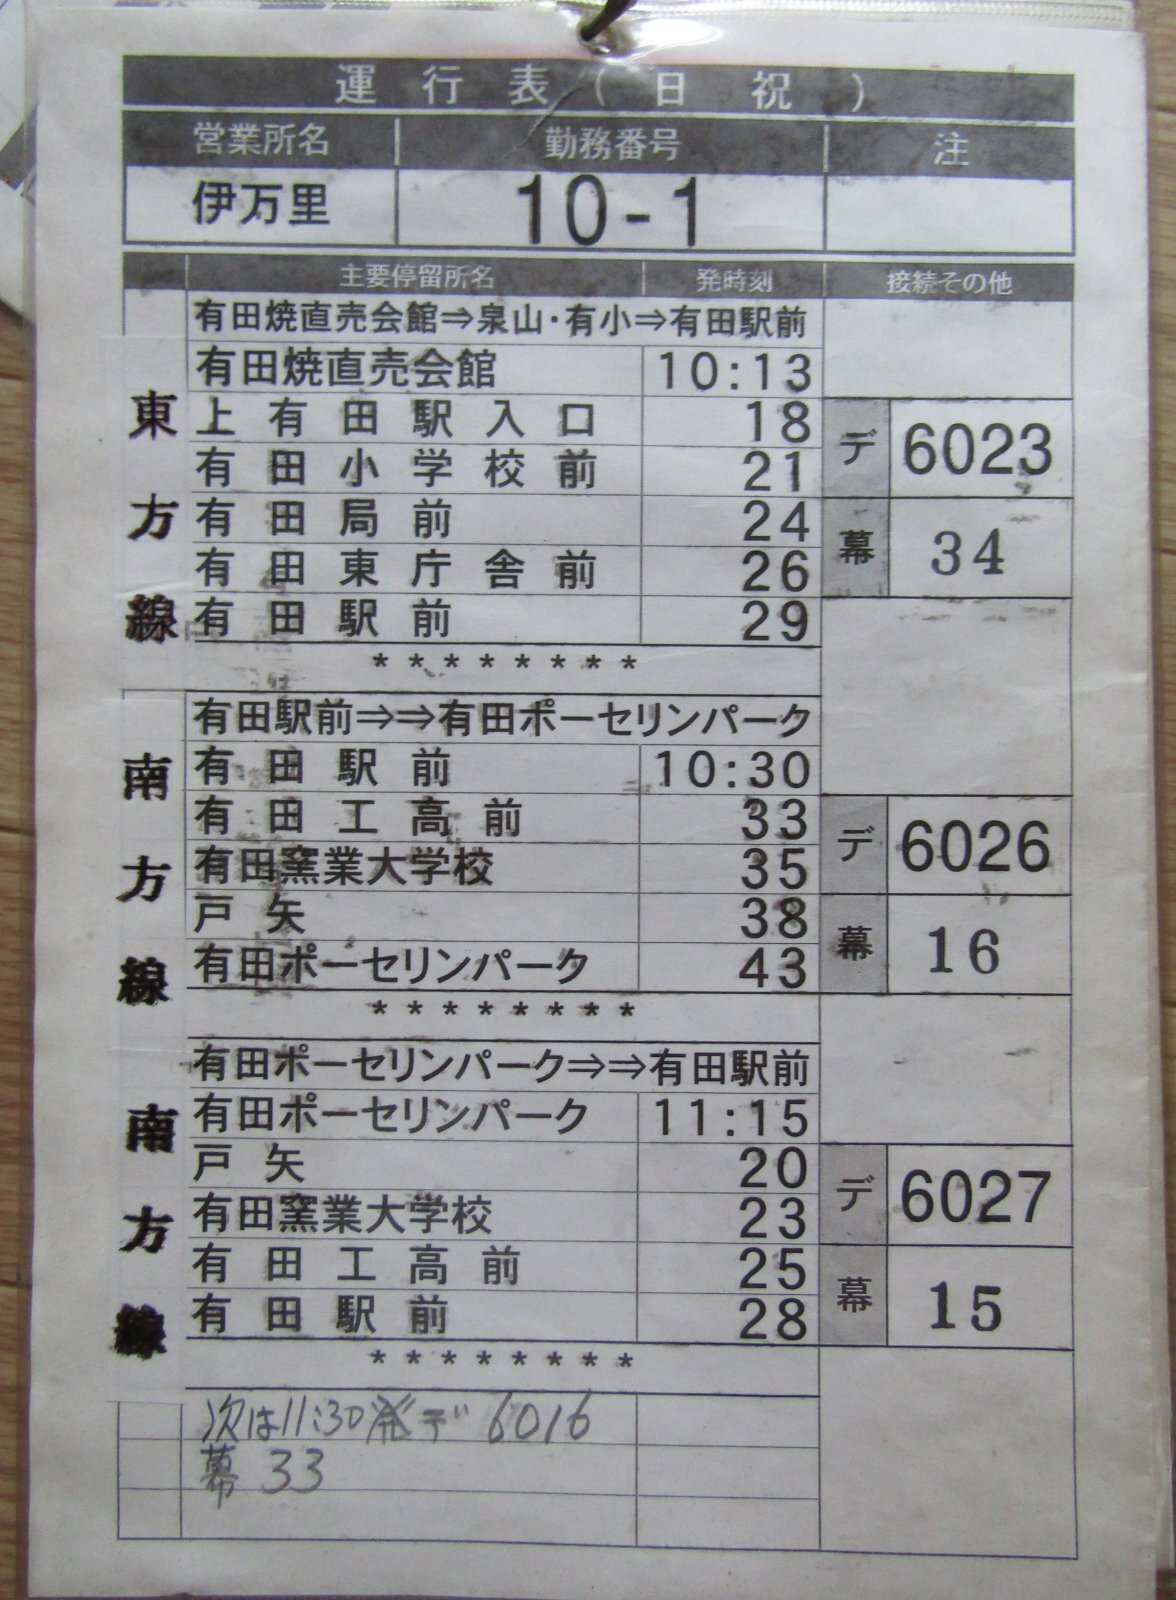 運行表(日祝)
営業所名 勤務番号 注
伊万里 10-1
主要停留所名 発時刻 接続その他
東方線
有田焼直売会館⇒泉山・有小⇒有田駅前
有田焼直売会館 10:13
上有田駅入口 18
有田小学校前 21
デ 6023
有田局前 24
有田東庁舎前 26
幕 34
有田駅前 29
********
南方線
有田駅前⇒⇒有田ポーセリンパーク
有田駅前 10:30
有田工高前 33
有田窯業大学校 35
デ 6026
戸矢 38
有田ポーセリンパーク 43
幕 16
********
南方線
有田ポーセリンパーク⇒⇒有田駅前
有田ポーセリンパーク 11:15
戸矢 20
有田窯業大学校 23
デ 6027
有田工高前 25
有田駅前 28
幕 15
********
次は11:30発デ 6016
幕 33